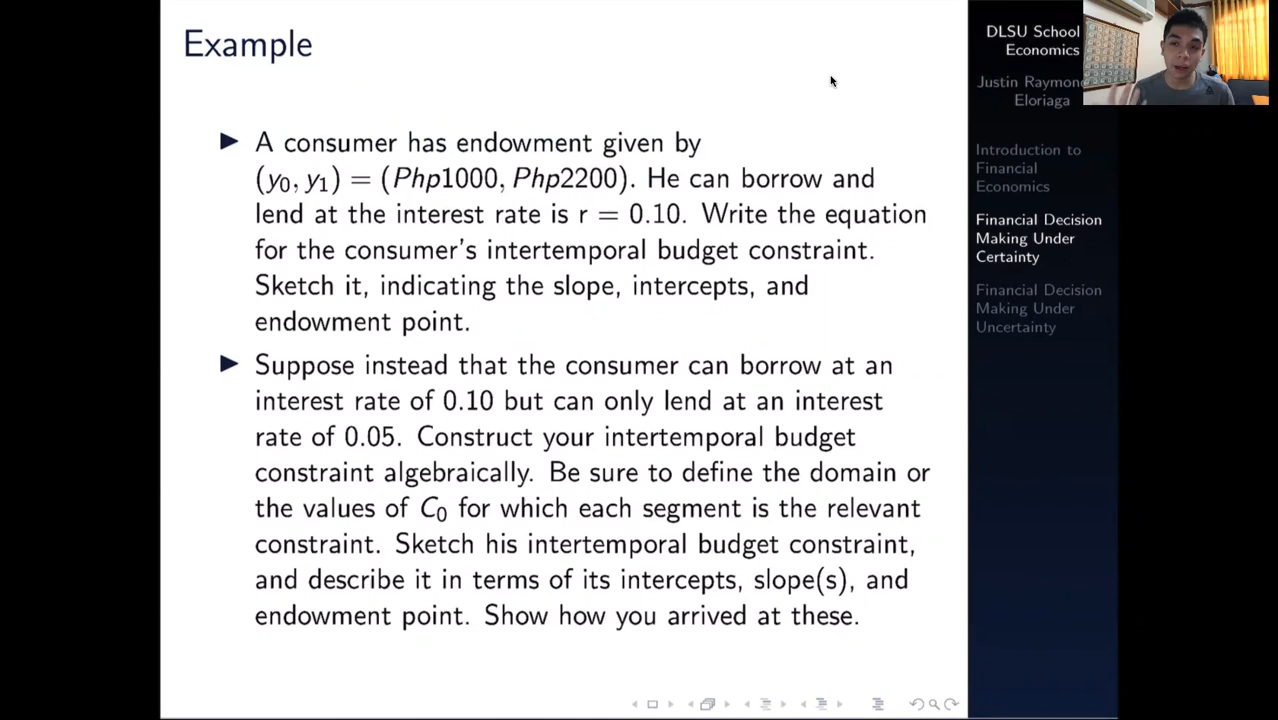 Example
▶ A consumer has endowment given by
(y₀, y₁) = (Php1000, Php2200). He can borrow and
lend at the interest rate is r = 0.10. Write the equation
for the consumer's intertemporal budget constraint.
Sketch it, indicating the slope, intercepts, and
endowment point.
▶ Suppose instead that the consumer can borrow at an
interest rate of 0.10 but can only lend at an interest
rate of 0.05. Construct your intertemporal budget
constraint algebraically. Be sure to define the domain or
the values of C₀ for which each segment is the relevant
constraint. Sketch his intertemporal budget constraint,
and describe it in terms of its intercepts, slope(s), and
endowment point. Show how you arrived at these.
DLSU School
Economics
Justin Raymon
Eloriaga
Introduction to
Financial
Economics
Financial Decision
Making Under
Certainty
Financial Decision
Making Under
Uncertainty